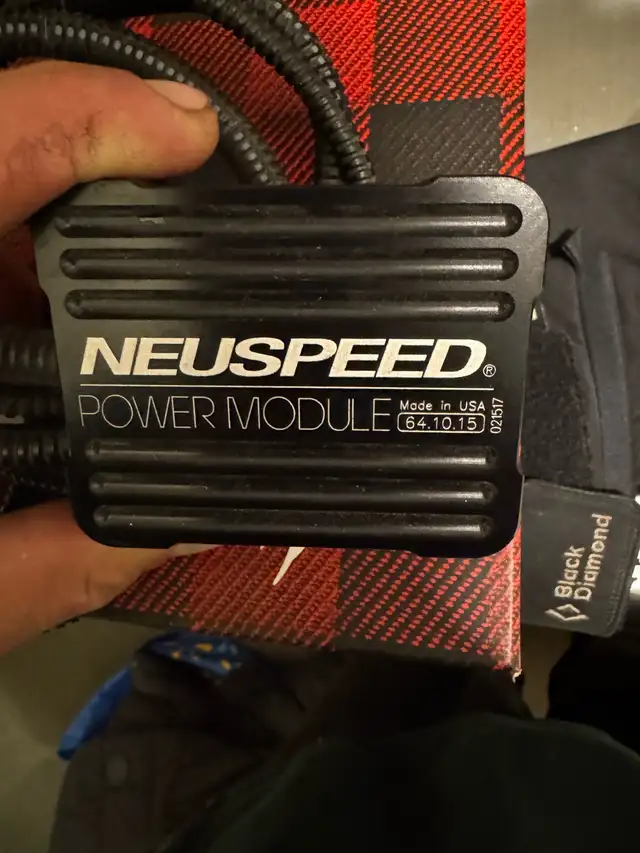 NEUSPEED®
POWER MODULE
Made in USA
64.10.15
021517
Black
Diamond